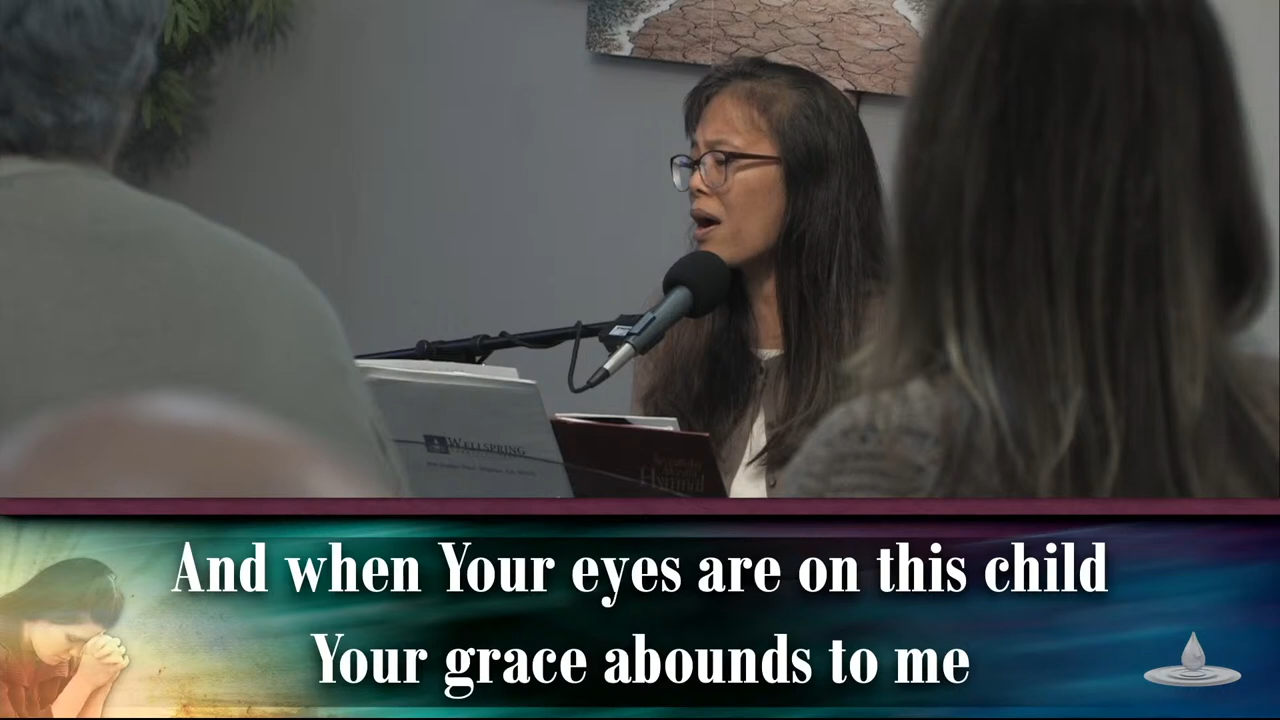 WELLSPRING
Hymnal
And when Your eyes are on this child
Your grace abounds to me